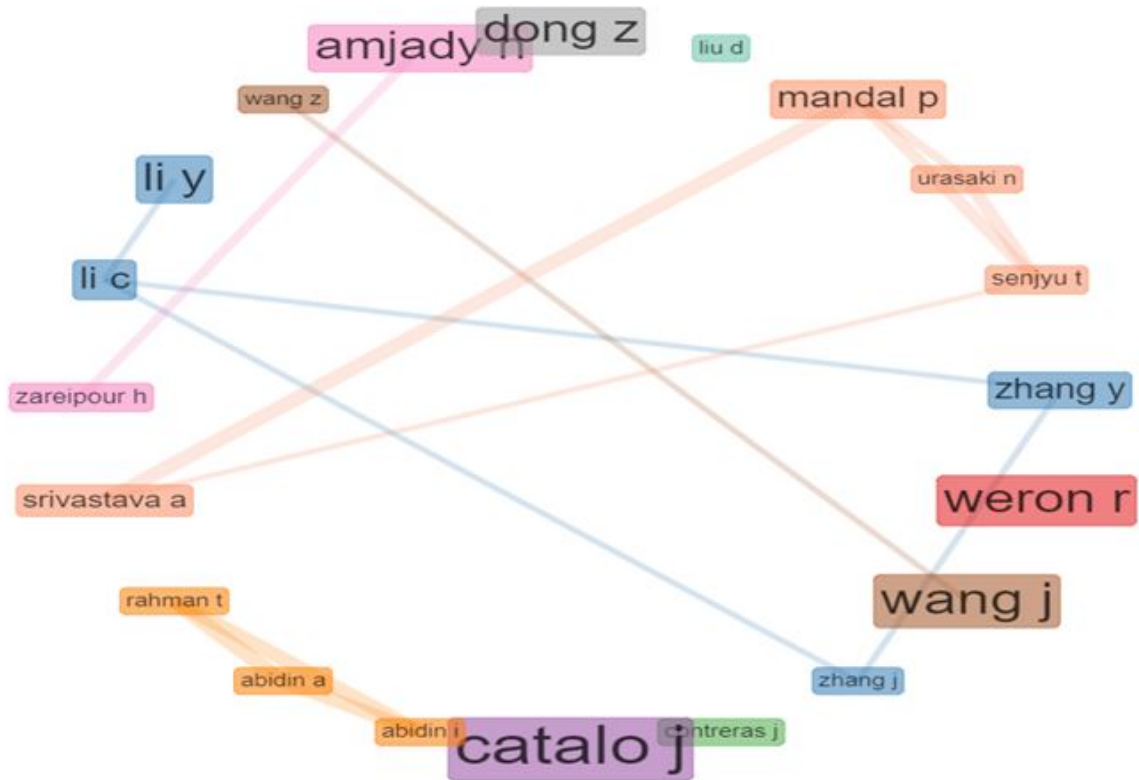 dong z
amjady n
liu d
wang z
mandal p
li y
urasaki n
li c
senjyu t
zhang y
zareipour h
srivastava a
weron r
rahman t
wang j
abidin a
zhang j
abidin i
catalo j
contreras j